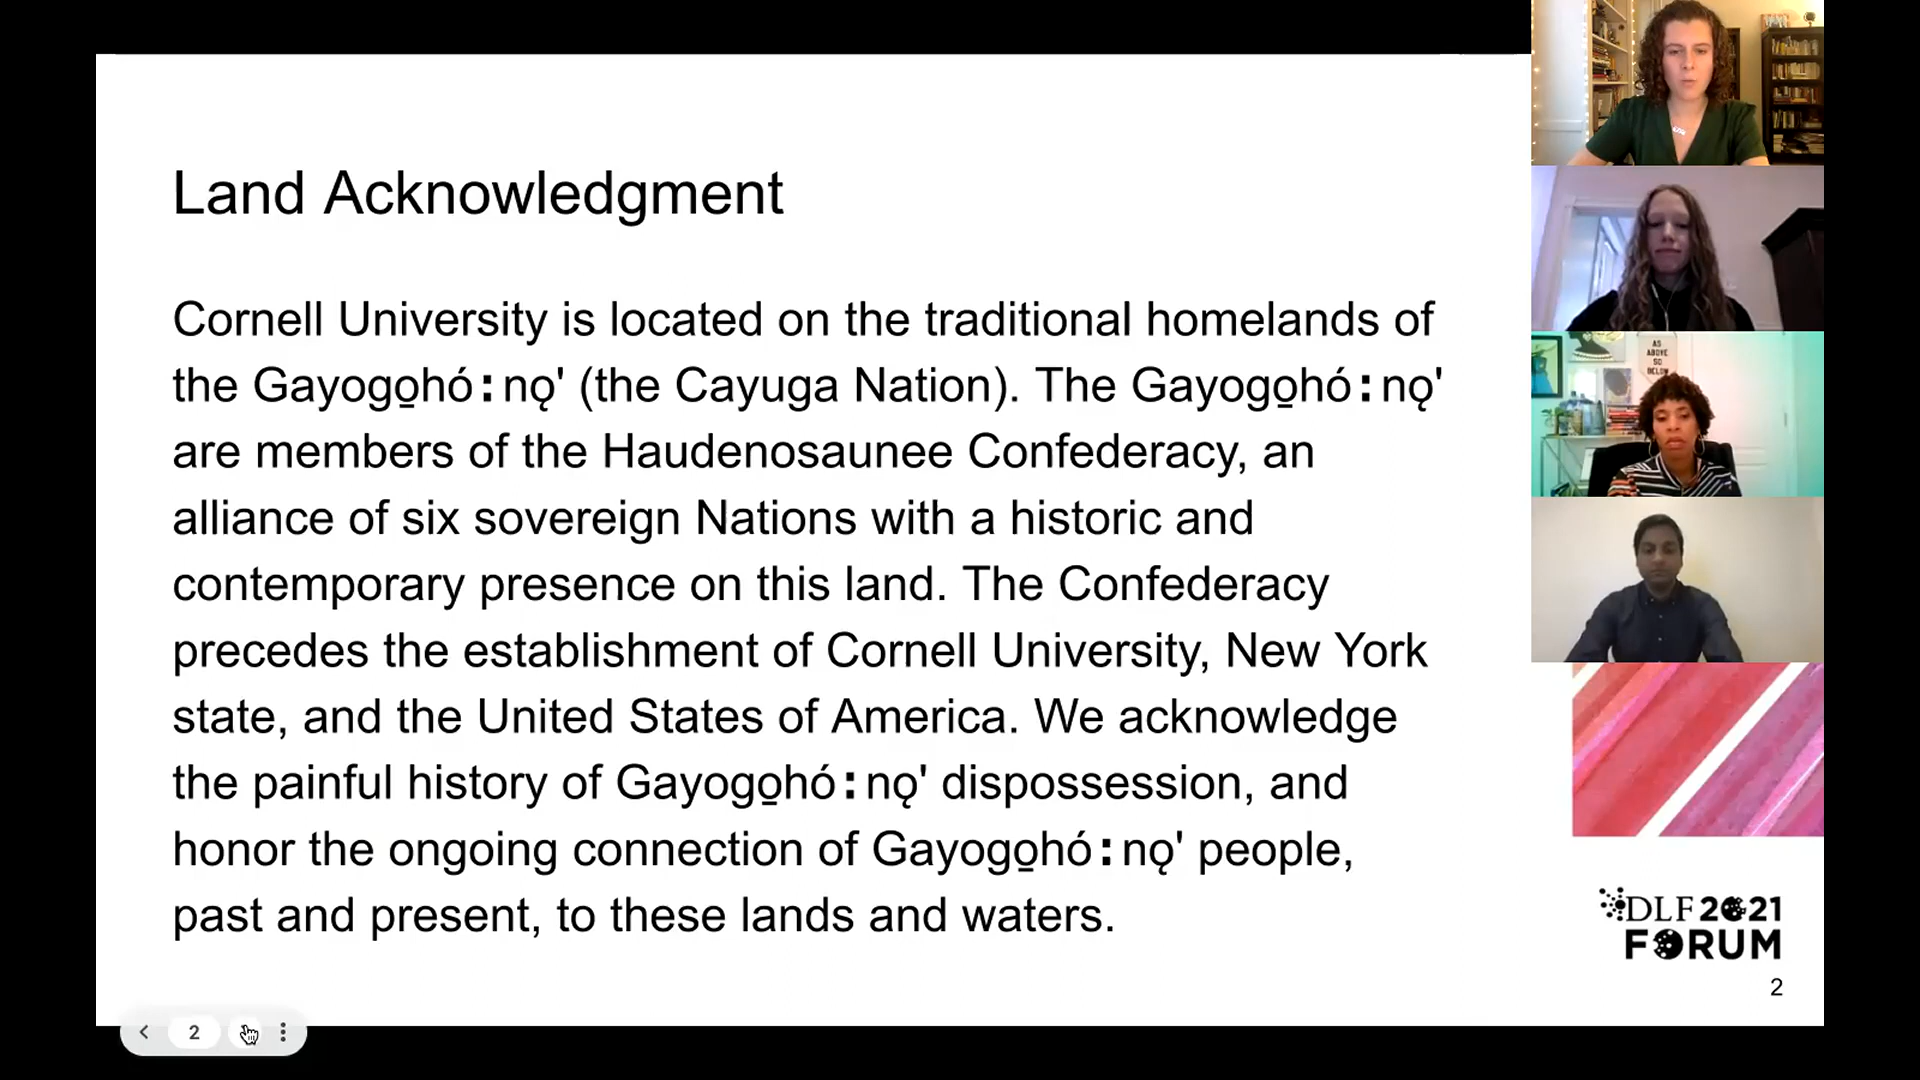 Land Acknowledgment
Cornell University is located on the traditional homelands of
the Gayogo̱hó꞉nǫ' (the Cayuga Nation). The Gayogo̱hó꞉nǫ'
are members of the Haudenosaunee Confederacy, an
alliance of six sovereign Nations with a historic and
contemporary presence on this land. The Confederacy
precedes the establishment of Cornell University, New York
state, and the United States of America. We acknowledge
the painful history of Gayogo̱hó꞉nǫ' dispossession, and
honor the ongoing connection of Gayogo̱hó꞉nǫ' people,
past and present, to these lands and waters.
AS
ABOVE
SO
BELOW
DLF 2021
FORUM
2
2